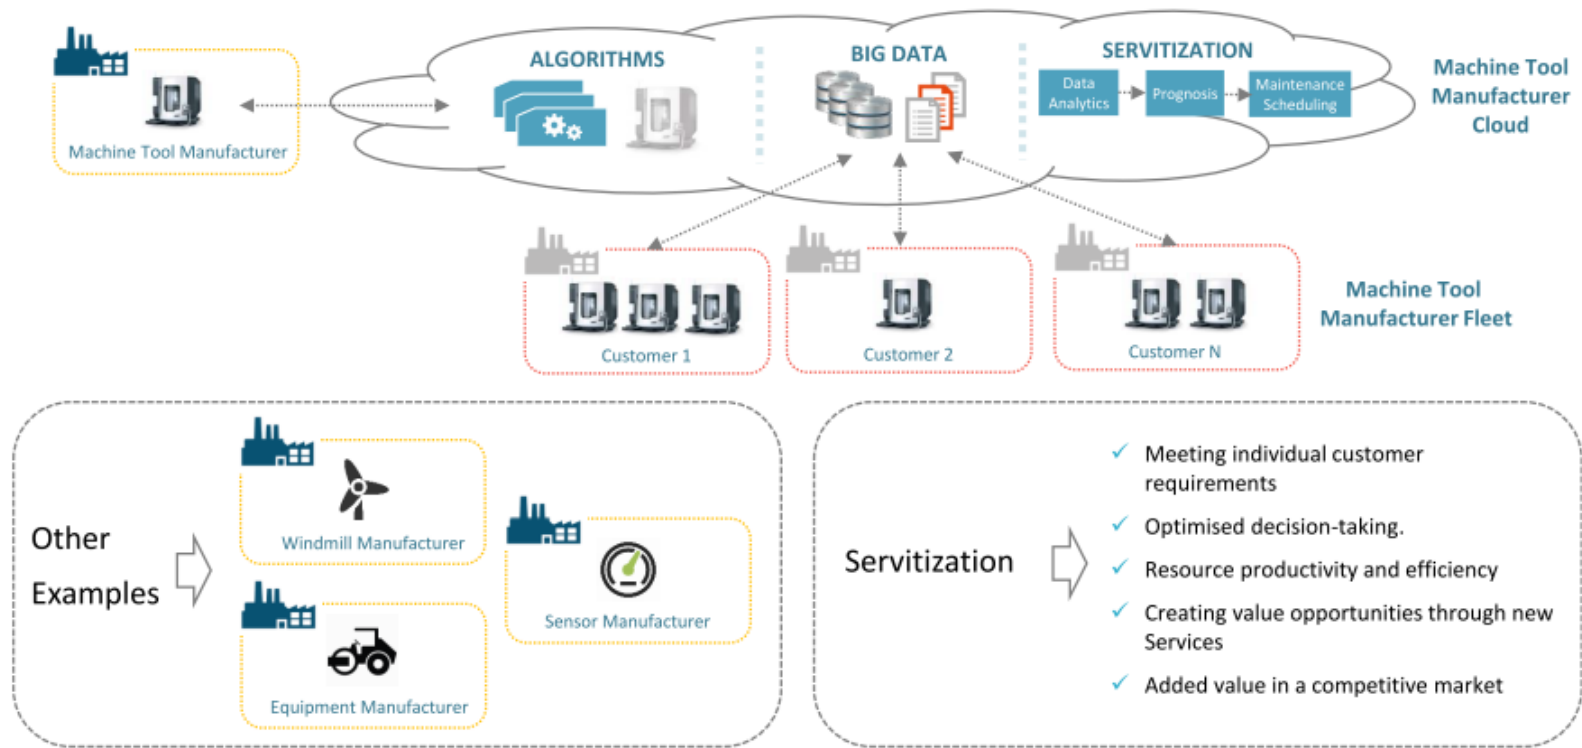 ALGORITHMS
BIG DATA
SERVITIZATION
Data
Analytics
Prognosis
Maintenance
Scheduling
Machine Tool
Manufacturer
Cloud
Machine Tool Manufacturer
Customer 1
Customer 2
Customer N
Machine Tool
Manufacturer Fleet
Other
Examples
Windmill Manufacturer
Sensor Manufacturer
Equipment Manufacturer
Servitization
Meeting individual customer
requirements
Optimised decision-taking.
Resource productivity and efficiency
Creating value opportunities through new
Services
Added value in a competitive market